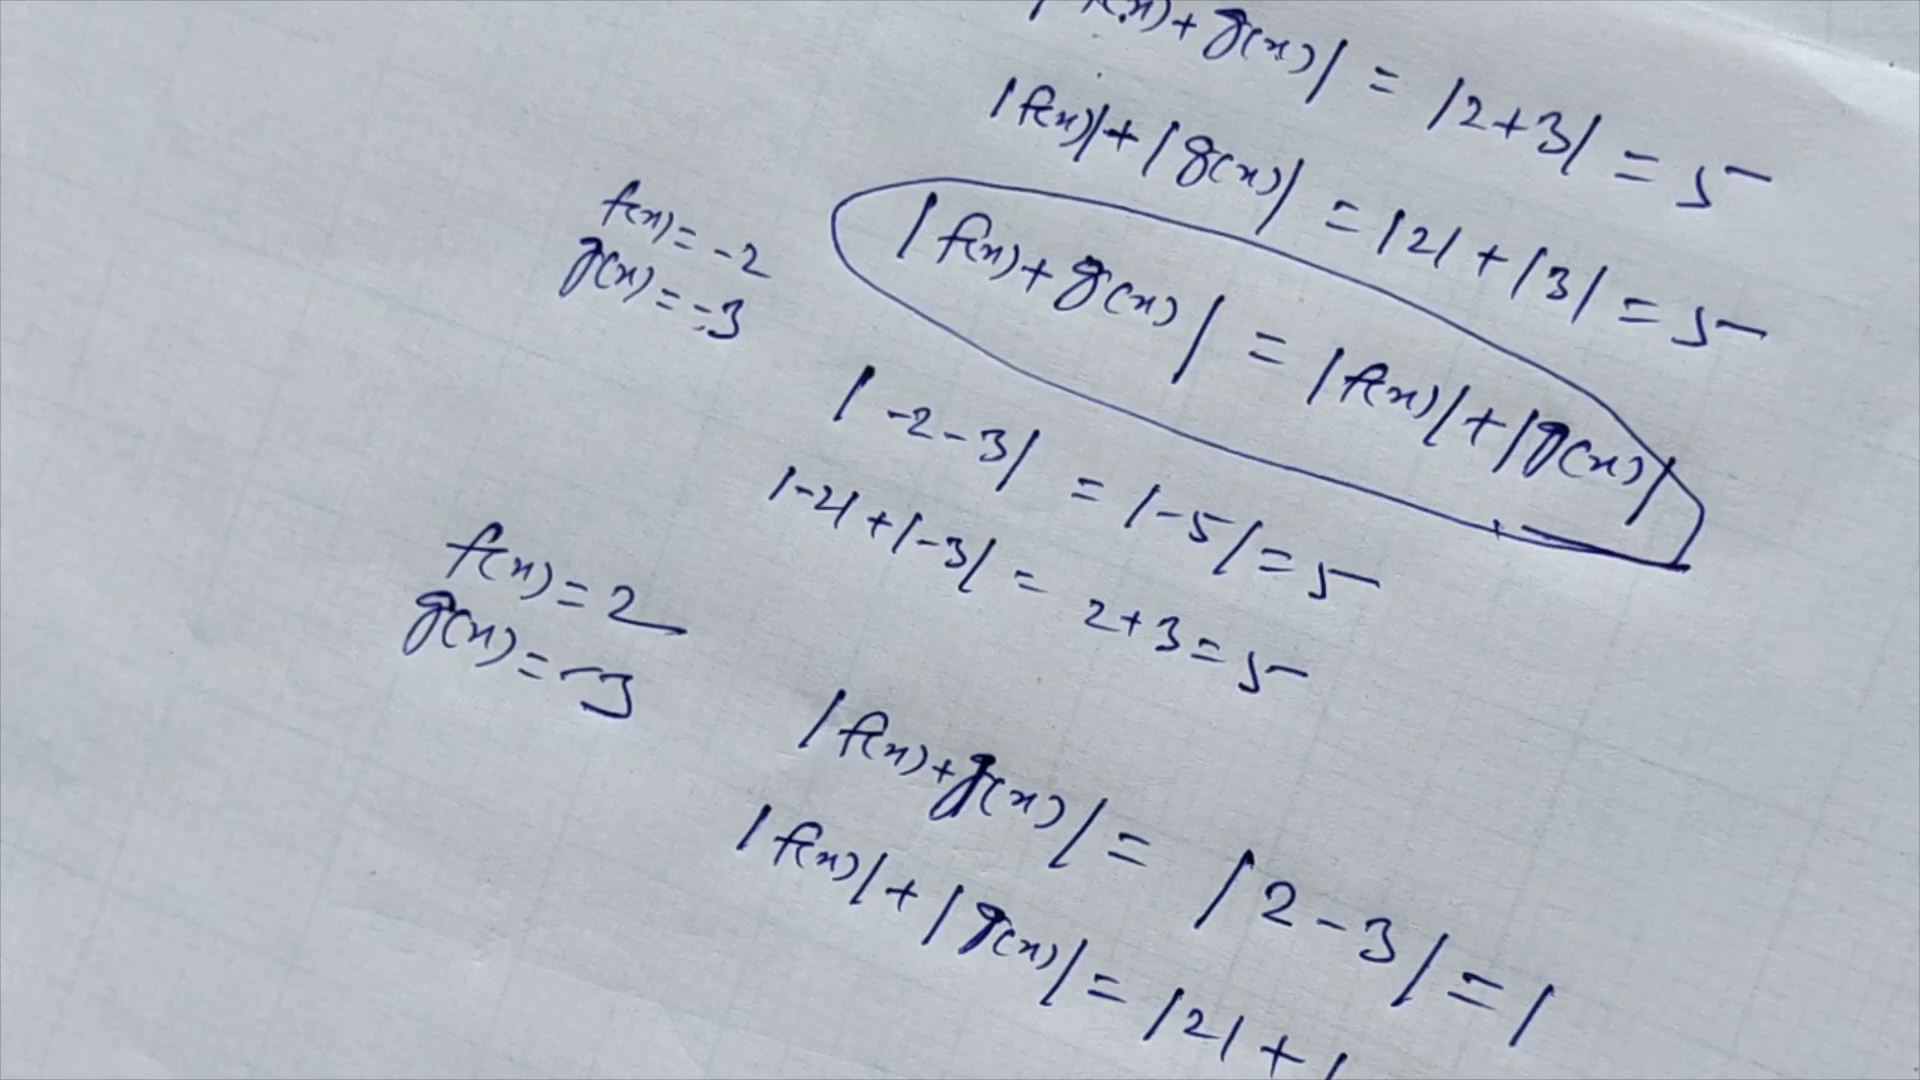 f(x)+g(x)| = |2+3| = 5
|f(x)|+|g(x)| = |2|+|3| = 5
|f(x)+g(x)| = |f(x)|+|g(x)|
f(x)=-2
g(x)=-3
|-2-3| = |-5| = 5
|-2|+|-3| = 2+3=5
f(x)=2
g(x)=-3
|f(x)+g(x)| = |2-3| = 1
|f(x)|+|g(x)| = |2|+|